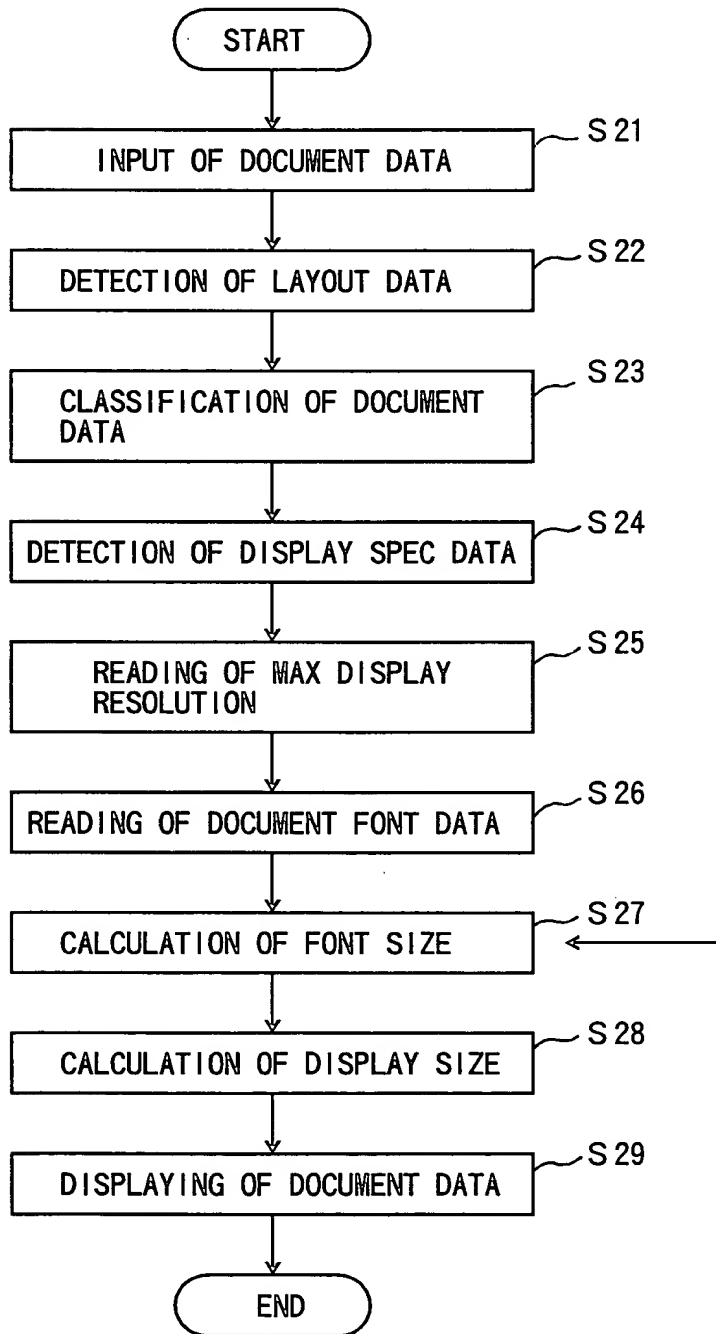 START
S21
INPUT OF DOCUMENT DATA
S22
DETECTION OF LAYOUT DATA
S23
CLASSIFICATION OF DOCUMENT
DATA
S24
DETECTION OF DISPLAY SPEC DATA
S25
READING OF MAX DISPLAY
RESOLUTION
S26
READING OF DOCUMENT FONT DATA
S27
CALCULATION OF FONT SIZE
S28
CALCULATION OF DISPLAY SIZE
S29
DISPLAYING OF DOCUMENT DATA
END